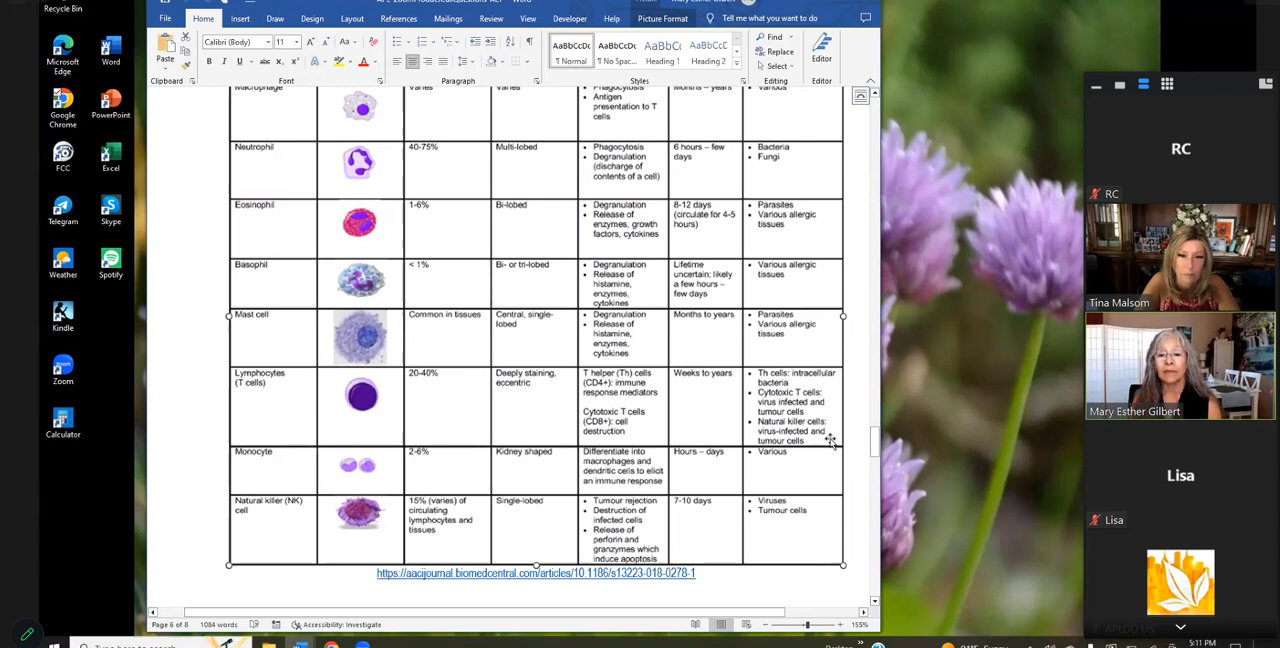 Recycle Bin
Microsoft
Edge
Word
Google
Chrome
PowerPoint
FCC
Excel
Telegram
Skype
Weather
Spotify
Kindle
Zoom
Calculator
File
Home
Insert
Draw
Design
Layout
References
Mailings
Review
View
Developer
Help
Picture Format
Tell me what you want to do
Paste
Calibri (Body)
11
Clipboard
Font
Paragraph
AaBbCcDc
¶ Normal
AaBbCcDc
¶ No Spac...
AaBbCc
Heading 1
AaBbCcD
Heading 2
Styles
Find
Replace
Select
Editing
Editor
Editor
Macrophage
Varies
Varies
• Phagocytosis
• Antigen
presentation to T
cells
Months – years
• Various
Neutrophil
40-75%
Multi-lobed
• Phagocytosis
• Degranulation
(discharge of
contents of a cell)
6 hours – few
days
• Bacteria
• Fungi
Eosinophil
1-6%
Bi-lobed
• Degranulation
• Release of
enzymes, growth
factors, cytokines
8-12 days
(circulate for 4-5
hours)
• Parasites
• Various allergic
tissues
Basophil
< 1%
Bi- or tri-lobed
• Degranulation
• Release of
histamine,
enzymes,
cytokines
Lifetime
uncertain; likely
a few hours –
few days
• Various allergic
tissues
Mast cell
Common in tissues
Central, single-
lobed
• Degranulation
• Release of
histamine,
enzymes,
cytokines
Months to years
• Parasites
• Various allergic
tissues
Lymphocytes
(T cells)
20-40%
Deeply staining,
eccentric
T helper (Th) cells
(CD4+): immune
response mediators
Cytotoxic T cells
(CD8+): cell
destruction
Weeks to years
• Th cells: intracellular
bacteria
• Cytotoxic T cells:
virus infected and
tumour cells
• Natural killer cells:
virus-infected and
tumour cells
Monocyte
2-6%
Kidney shaped
Differentiate into
macrophages and
dendritic cells to elicit
an immune response
Hours – days
• Various
Natural killer (NK)
cell
15% (varies) of
circulating
lymphocytes and
tissues
Single-lobed
• Tumour rejection
• Destruction of
infected cells
• Release of
perforin and
granzymes which
induce apoptosis
7-10 days
• Viruses
• Tumour cells
https://aacijournal.biomedcentral.com/articles/10.1186/s13223-018-0278-1
Page 6 of 8
1084 words
Accessibility: Investigate
155%
RC
RC
Tina Malsom
Mary Esther Gilbert
Lisa
Lisa
5:11 PM